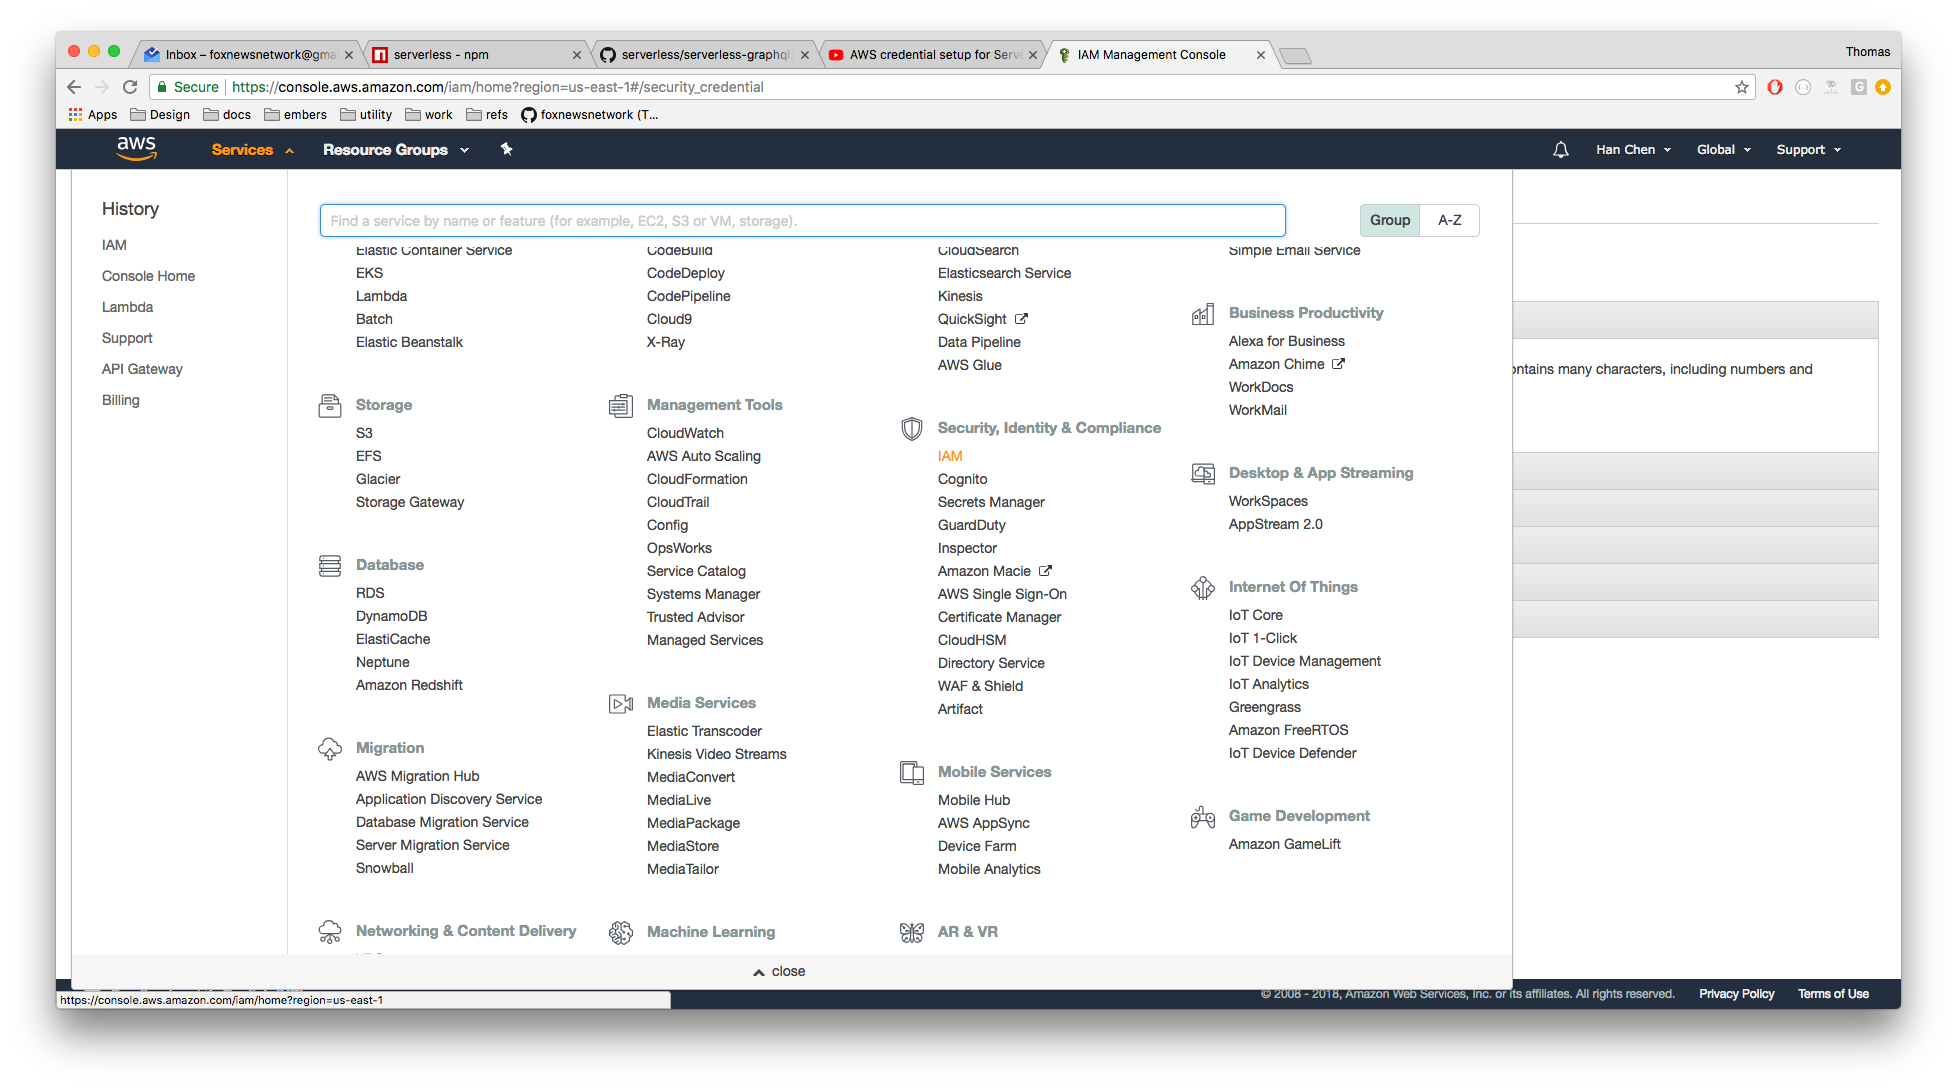 Inbox – foxnewsnetwork@gmai
serverless - npm
serverless/serverless-graphql:
AWS credential setup for Serve
IAM Management Console
Thomas
Secure
https://console.aws.amazon.com/iam/home?region=us-east-1#/security_credential
Apps
Design
docs
embers
utility
work
refs
foxnewsnetwork (T...
aws
Services
Resource Groups
Han Chen
Global
Support
History
IAM
Console Home
Lambda
Support
API Gateway
Billing
Find a service by name or feature (for example, EC2, S3 or VM, storage).
Group
A-Z
Elastic Container Service
EKS
Lambda
Batch
Elastic Beanstalk
Storage
S3
EFS
Glacier
Storage Gateway
Database
RDS
DynamoDB
ElastiCache
Neptune
Amazon Redshift
Migration
AWS Migration Hub
Application Discovery Service
Database Migration Service
Server Migration Service
Snowball
Networking & Content Delivery
CodeBuild
CodeDeploy
CodePipeline
Cloud9
X-Ray
Management Tools
CloudWatch
AWS Auto Scaling
CloudFormation
CloudTrail
Config
OpsWorks
Service Catalog
Systems Manager
Trusted Advisor
Managed Services
Media Services
Elastic Transcoder
Kinesis Video Streams
MediaConvert
MediaLive
MediaPackage
MediaStore
MediaTailor
Machine Learning
CloudSearch
Elasticsearch Service
Kinesis
QuickSight
Data Pipeline
AWS Glue
Security, Identity & Compliance
IAM
Cognito
Secrets Manager
GuardDuty
Inspector
Amazon Macie
AWS Single Sign-On
Certificate Manager
CloudHSM
Directory Service
WAF & Shield
Artifact
Mobile Services
Mobile Hub
AWS AppSync
Device Farm
Mobile Analytics
AR & VR
Simple Email Service
Business Productivity
Alexa for Business
Amazon Chime
WorkDocs
WorkMail
Desktop & App Streaming
WorkSpaces
AppStream 2.0
Internet Of Things
IoT Core
IoT 1-Click
IoT Device Management
IoT Analytics
Greengrass
Amazon FreeRTOS
IoT Device Defender
Game Development
Amazon GameLift
ontains many characters, including numbers and
close
https://console.aws.amazon.com/iam/home?region=us-east-1
© 2008 - 2018, Amazon Web Services, Inc. or its affiliates. All rights reserved.
Privacy Policy
Terms of Use